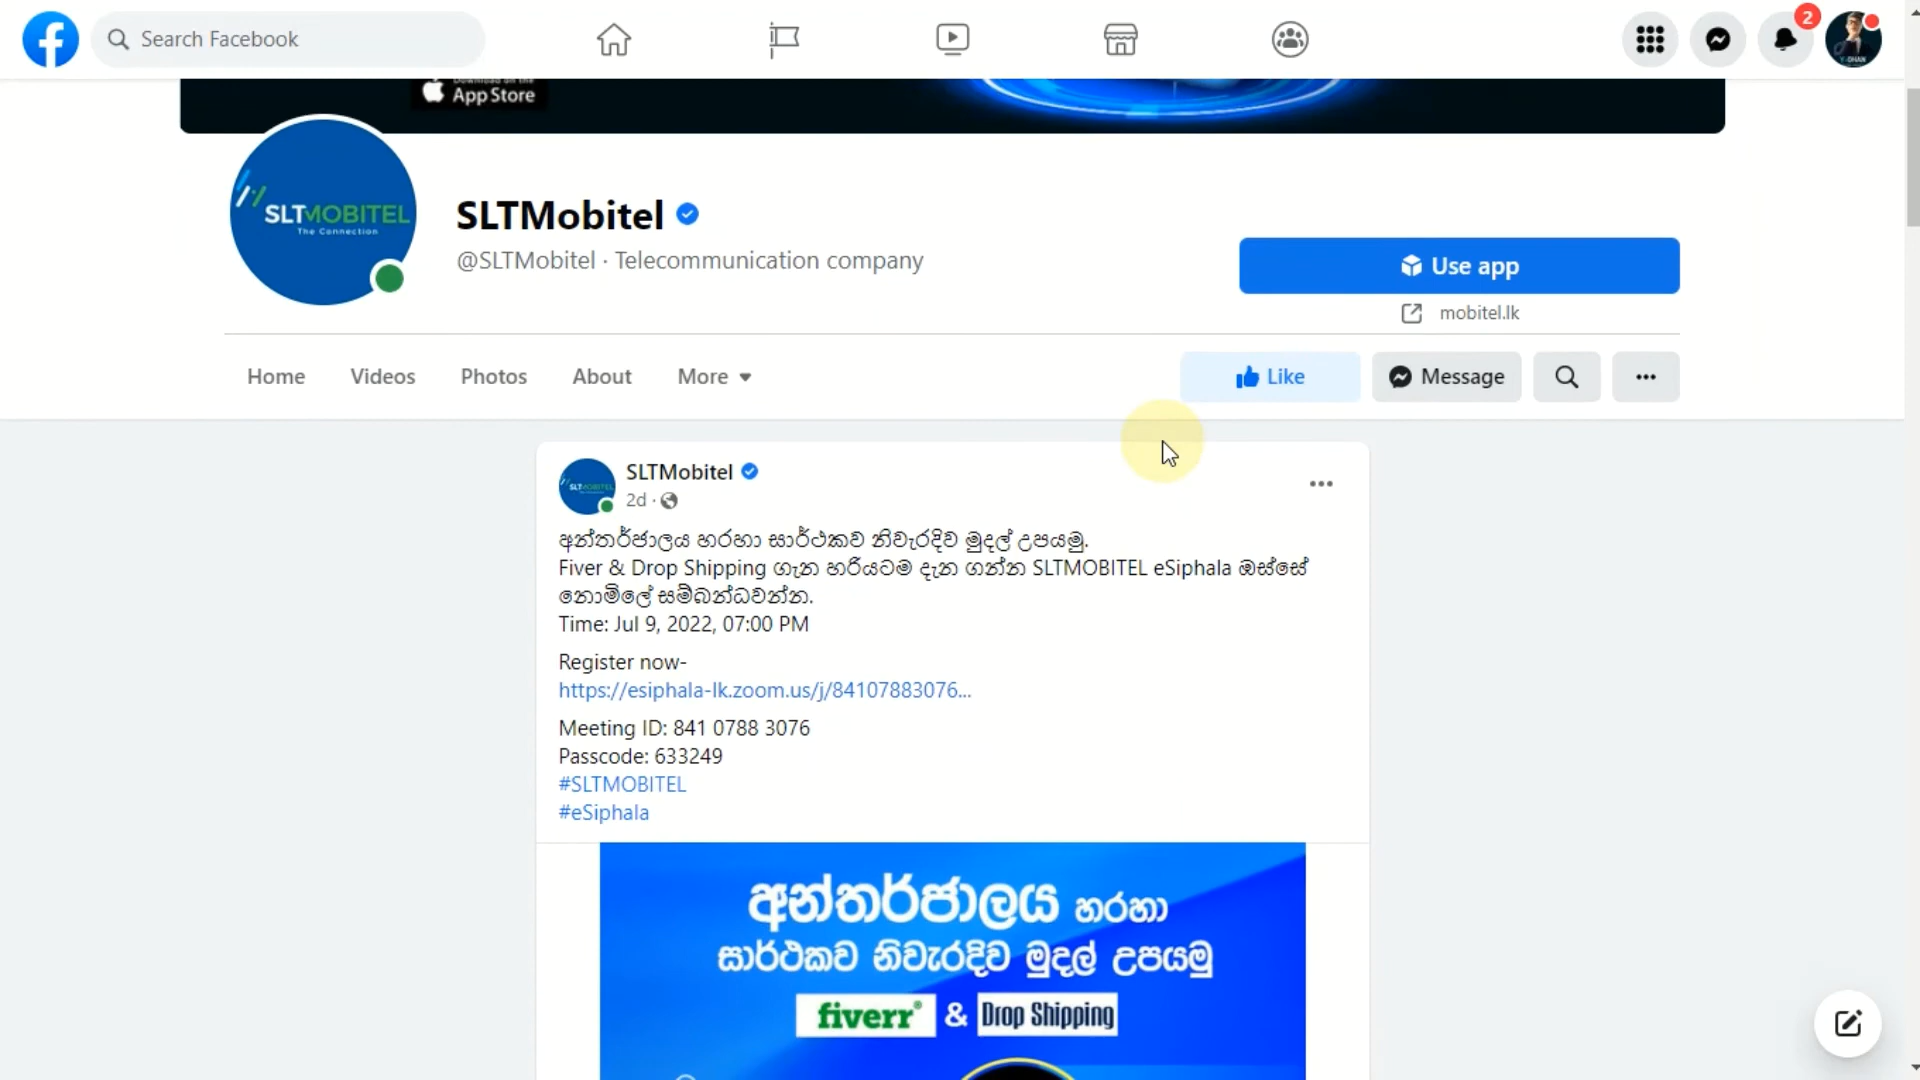 Search Facebook
2
Download on the
App Store
SLTMOBITEL
The Connection
SLTMobitel
@SLTMobitel · Telecommunication company
Use app
mobitel.lk
Home
Videos
Photos
About
More
Like
Message
SLTMobitel
2d ·
අන්තර්ජාලය හරහා සාර්ථකව නිවැරදිව මුදල් උපයමු.
Fiver & Drop Shipping ගැන හරියටම දැන ගන්න SLTMOBITEL eSiphala ඔස්සේ
නොමිලේ සම්බන්ධවන්න.
Time: Jul 9, 2022, 07:00 PM
Register now-
https://esiphala-lk.zoom.us/j/84107883076...
Meeting ID: 841 0788 3076
Passcode: 633249
#SLTMOBITEL
#eSiphala
අන්තර්ජාලය හරහා
සාර්ථකව නිවැරදිව මුදල් උපයමු
fiverr® & Drop Shipping